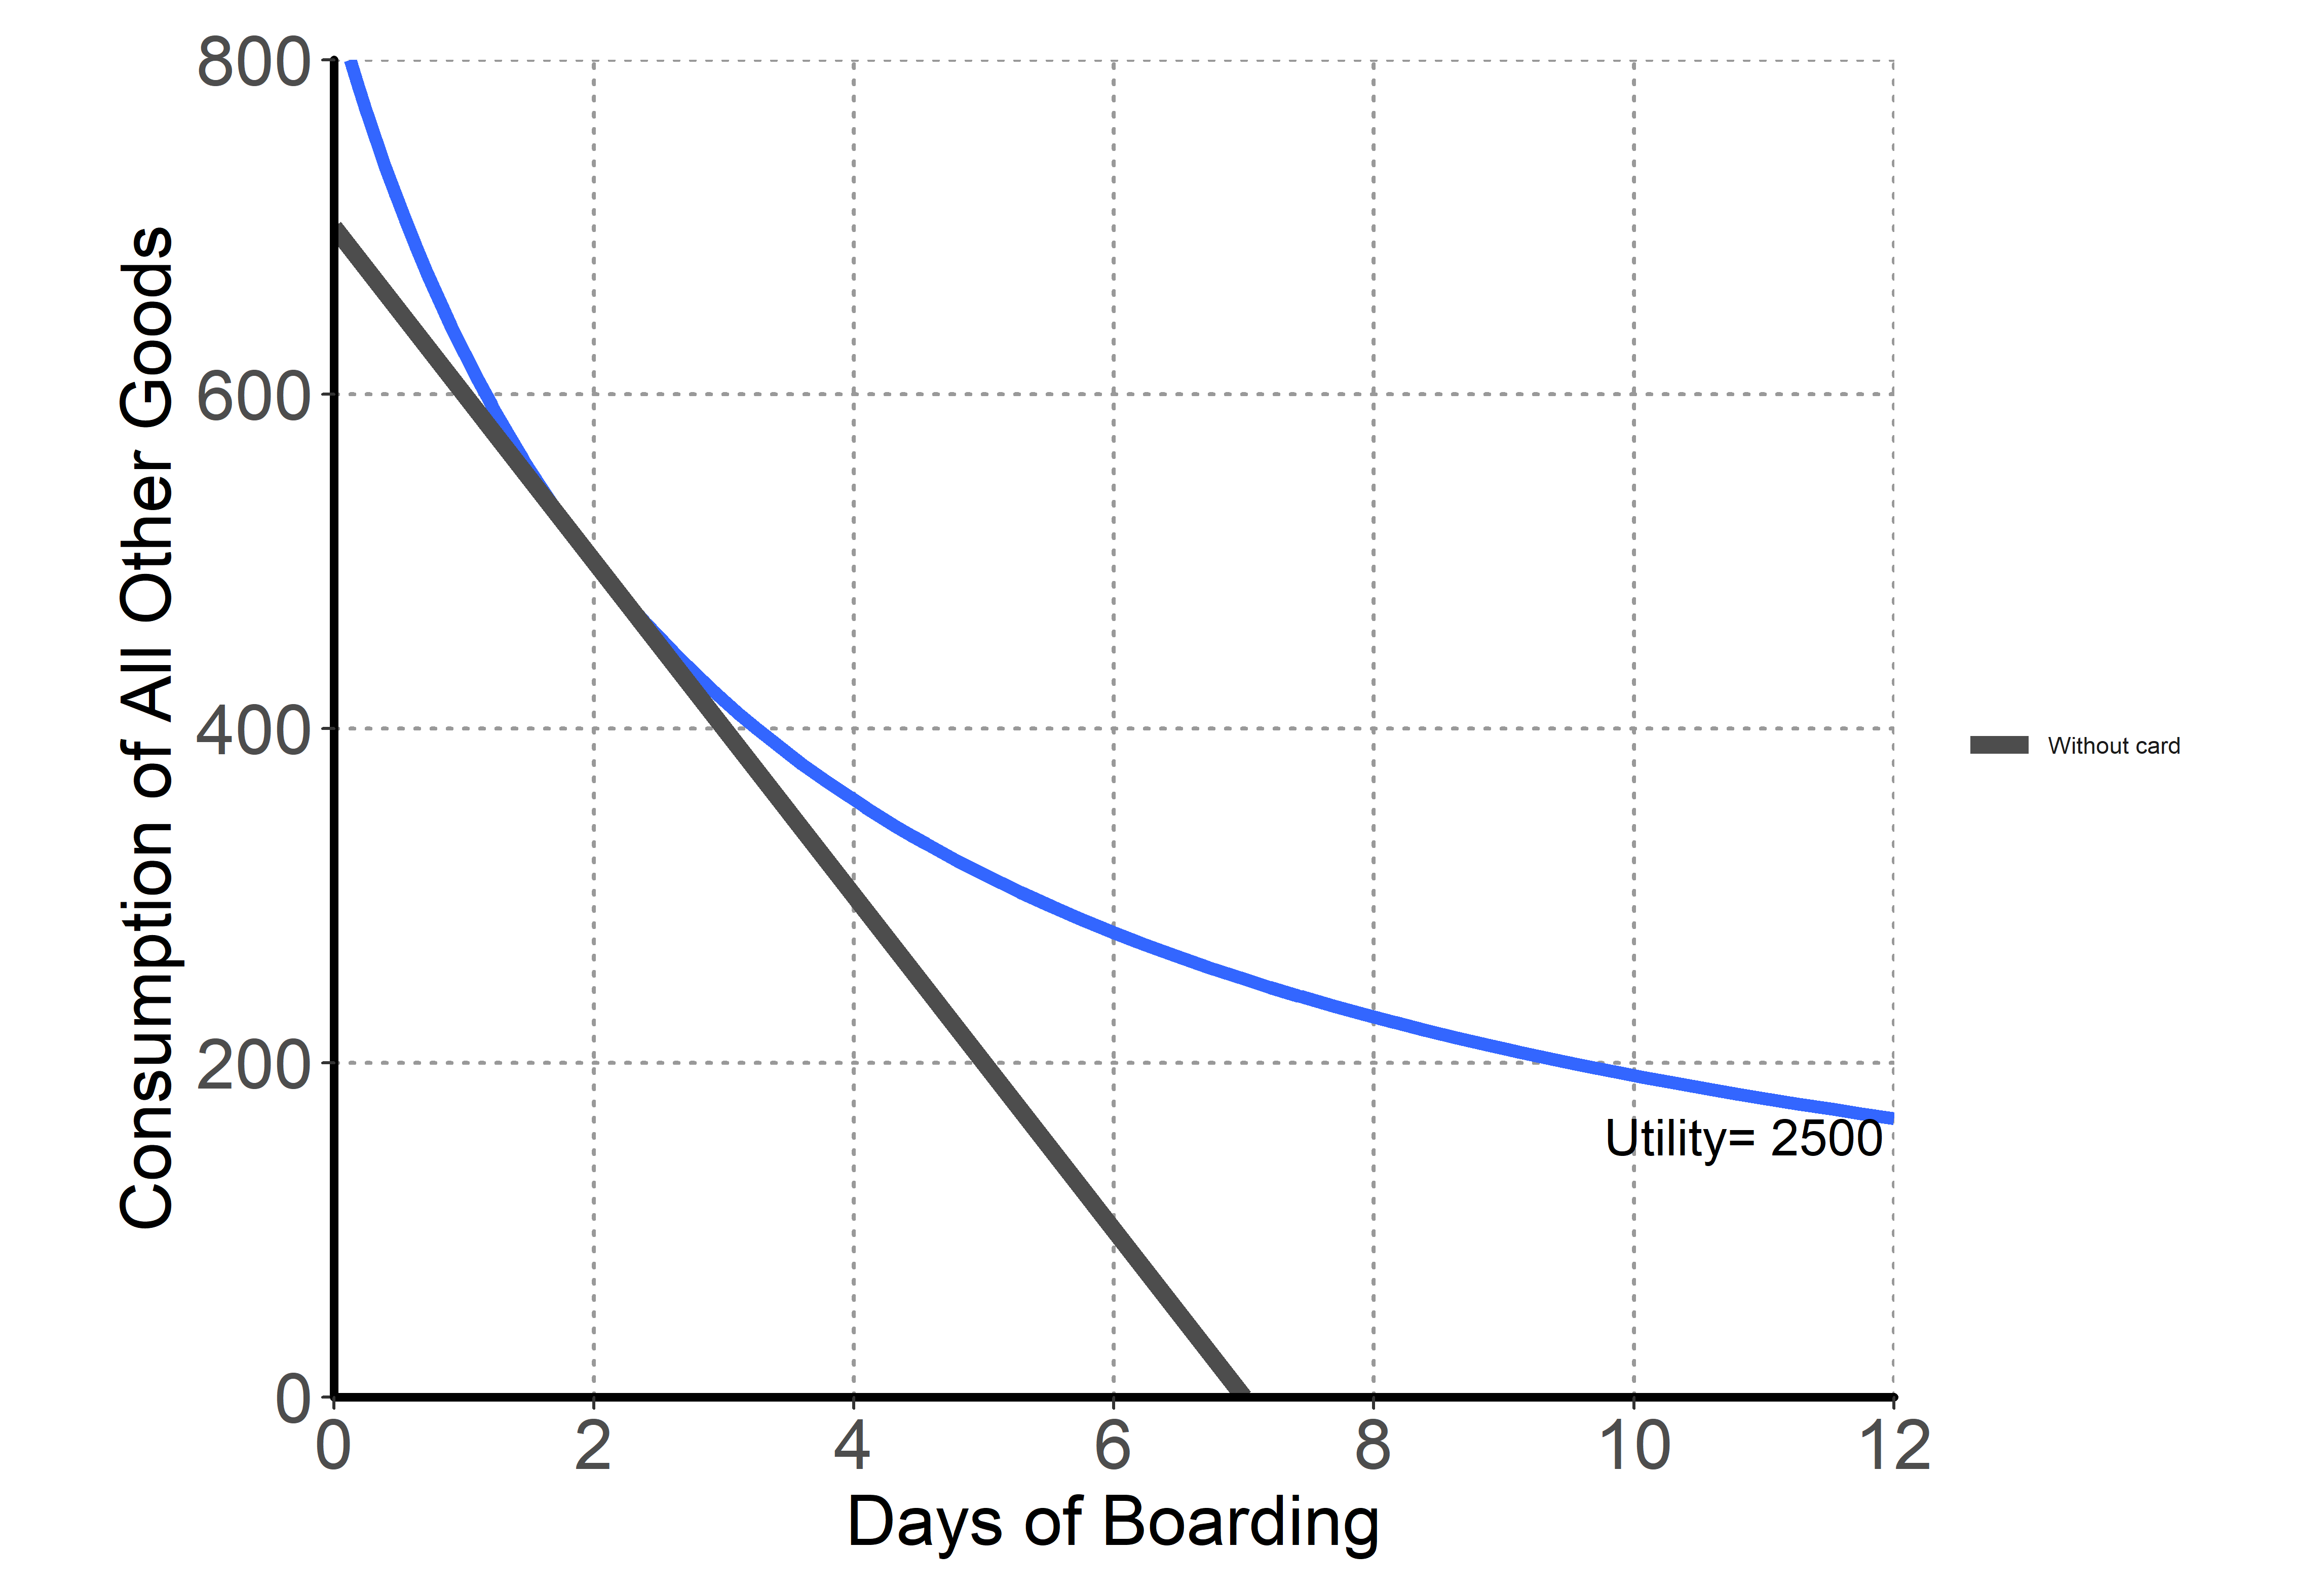 Consumption of All Other Goods
800
600
400
200
0
0 2 4 6 8 10 12
Days of Boarding
Utility= 2500
Without card